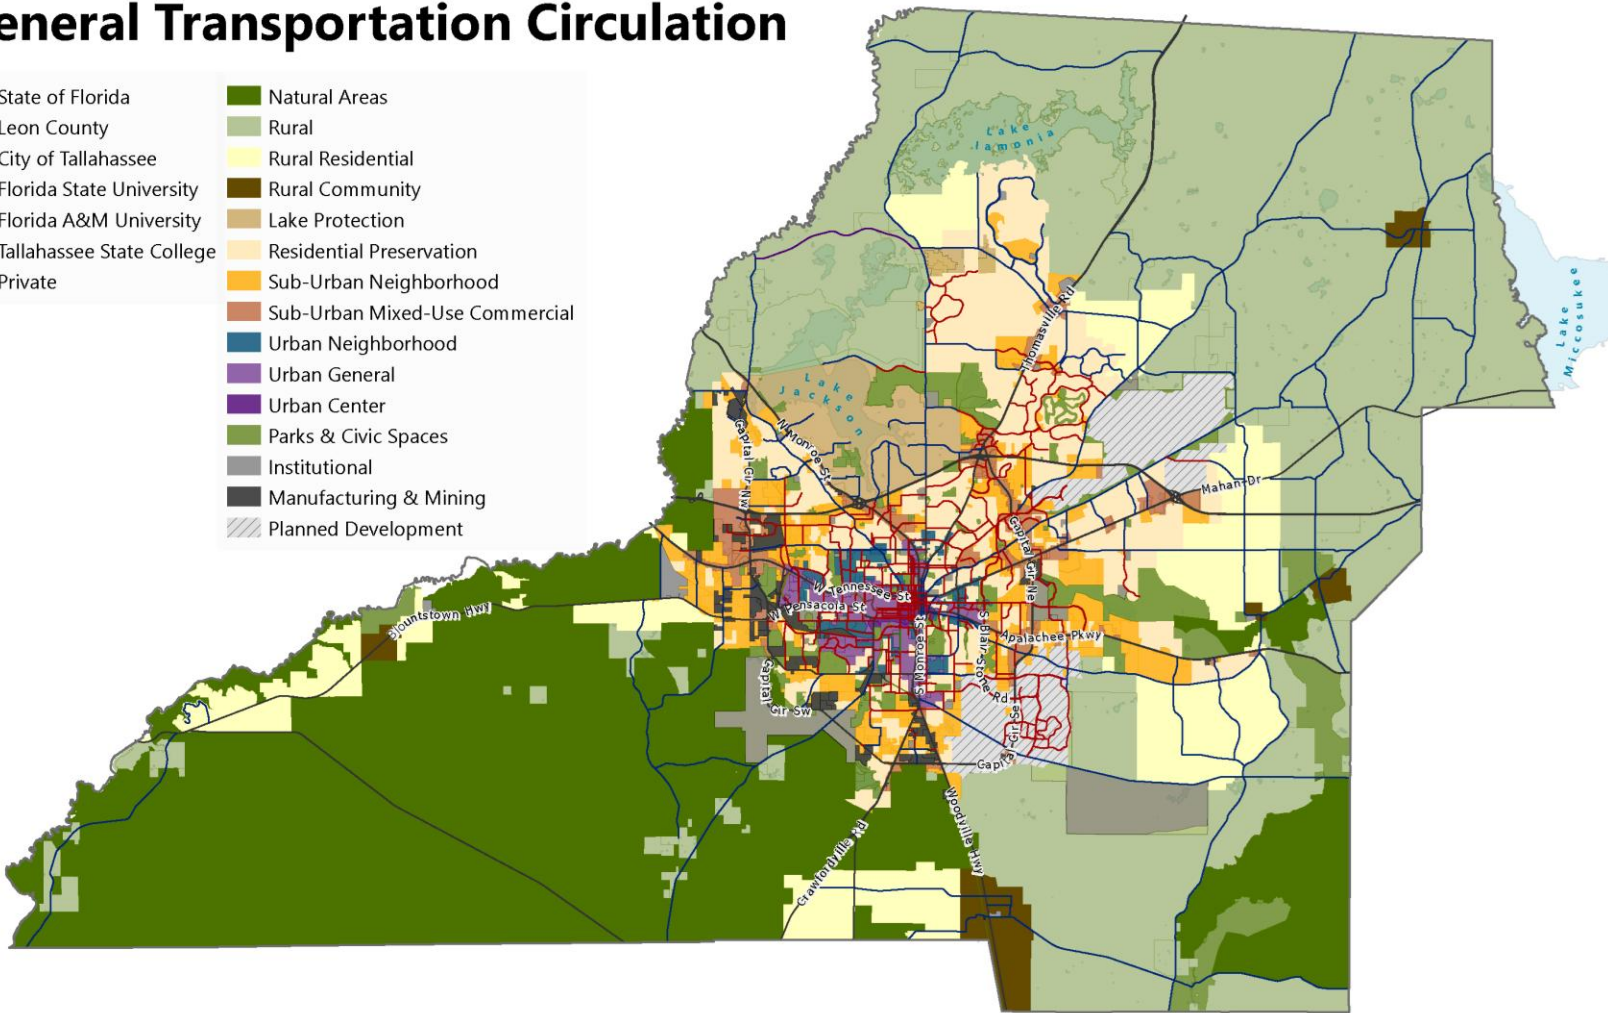 eneral Transportation Circulation
State of Florida
Leon County
City of Tallahassee
Florida State University
Florida A&M University
Tallahassee State College
Private
Natural Areas
Rural
Rural Residential
Rural Community
Lake Protection
Residential Preservation
Sub-Urban Neighborhood
Sub-Urban Mixed-Use Commercial
Urban Neighborhood
Urban General
Urban Center
Parks & Civic Spaces
Institutional
Manufacturing & Mining
Planned Development
Lake
Iamonia
Lake
Miccosukee
Thomasville Rd
Lake
Jackson
N Monroe St
Capital Cir Nw
Mahan Dr
Capital Cir Ne
W Tennessee St
W Pensacola St
Blountstown Hwy
Apalachee Pkwy
S Monroe St
S Blair Stone Rd
Capital Cir Sw
Capital Cir Se
Woodville Hwy
Crawfordville Rd